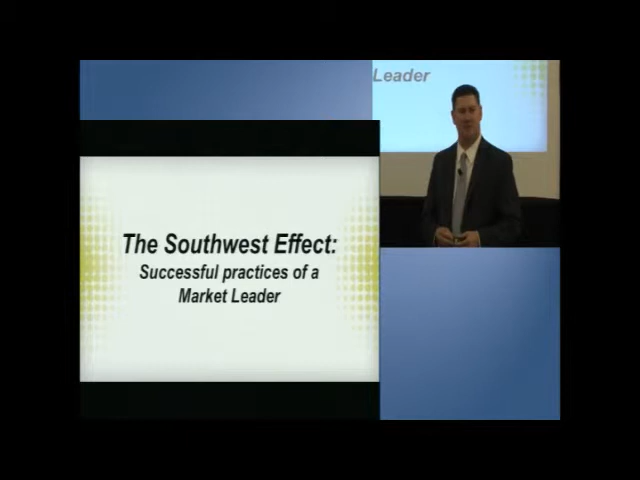 Leader
The Southwest Effect:
Successful practices of a
Market Leader